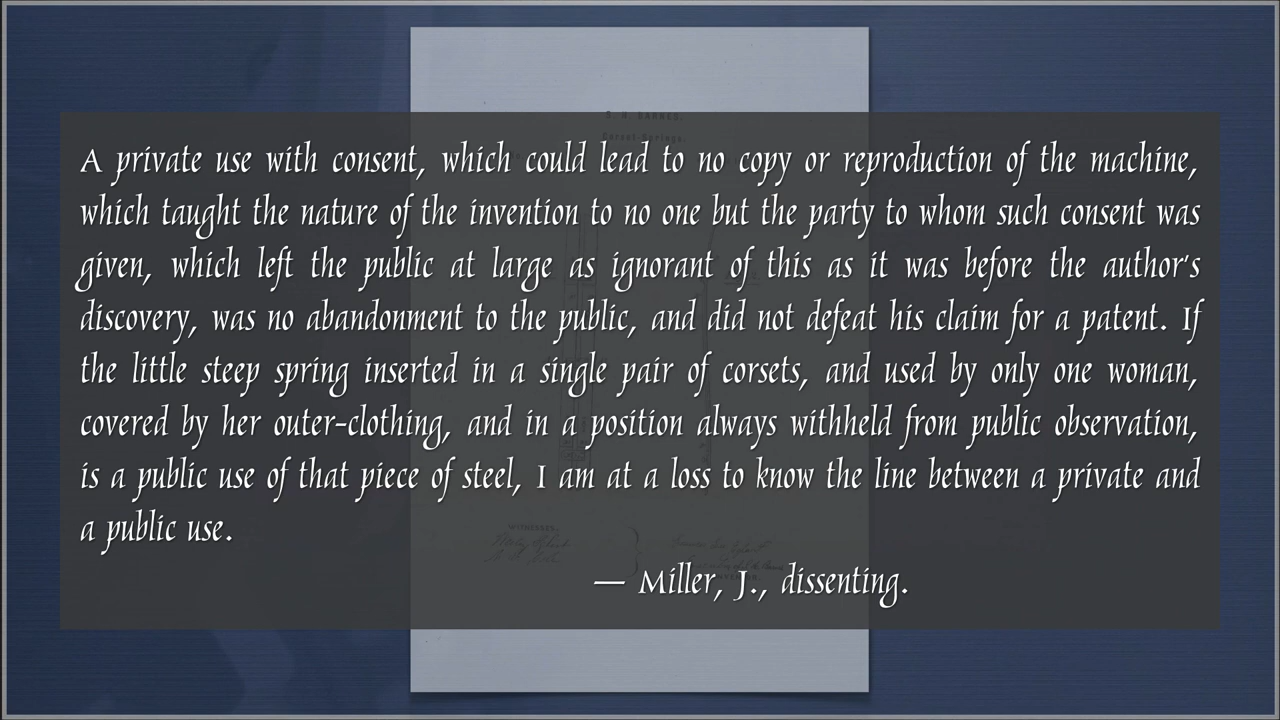 S. H. BARNES.
Corset-Springs.
A private use with consent, which could lead to no copy or reproduction of the machine,
which taught the nature of the invention to no one but the party to whom such consent was
given, which left the public at large as ignorant of this as it was before the author's
discovery, was no abandonment to the public, and did not defeat his claim for a patent. If
the little steep spring inserted in a single pair of corsets, and used by only one woman,
covered by her outer-clothing, and in a position always withheld from public observation,
is a public use of that piece of steel, I am at a loss to know the line between a private and
a public use.
WITNESSES
— Miller, J., dissenting.